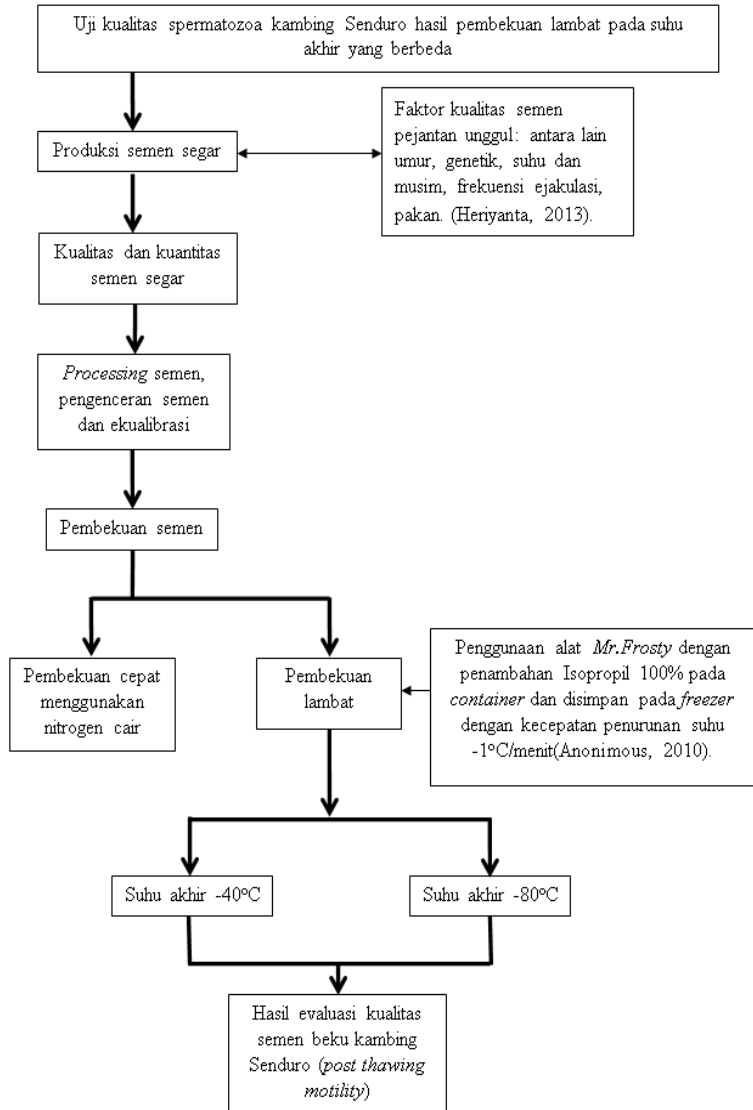 Uji kualitas spermatozoa kambing Senduro hasil pembekuan lambat pada suhu
akhir yang berbeda
Produksi semen segar
Faktor kualitas semen
pejantan unggul: antara
lain umur, genetik, suhu dan
musim, frekuensi ejakulasi,
pakan. (Heriyanta, 2013).
Kualitas dan kuantitas
semen segar
Processing semen,
pengenceran semen
dan ekualibrasi
Pembekuan semen
Pembekuan cepat
menggunakan
nitrogen cair
Pembekuan
lambat
Penggunaan alat Mr.Frosty dengan
penambahan Isopropil 100% pada
container dan disimpan pada freezer
dengan kecepatan penurunan suhu
-1°C/menit(Anonimous, 2010).
Suhu akhir -40°C
Suhu akhir -80°C
Hasil evaluasi kualitas
semen beku kambing
Senduro (post thawing
motility)